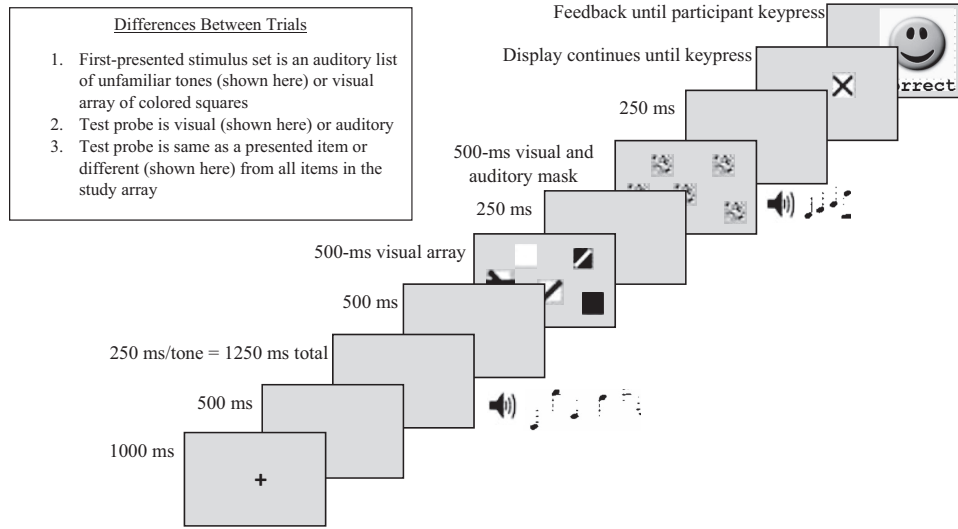 Differences Between Trials
1. First-presented stimulus set is an auditory list
of unfamiliar tones (shown here) or visual
array of colored squares
2. Test probe is visual (shown here) or auditory
3. Test probe is same as a presented item or
different (shown here) from all items in the
study array
Feedback until participant keypress
rrect
Display continues until keypress
250 ms
500-ms visual and
auditory mask
250 ms
500-ms visual array
500 ms
250 ms/tone = 1250 ms total
500 ms
1000 ms
+